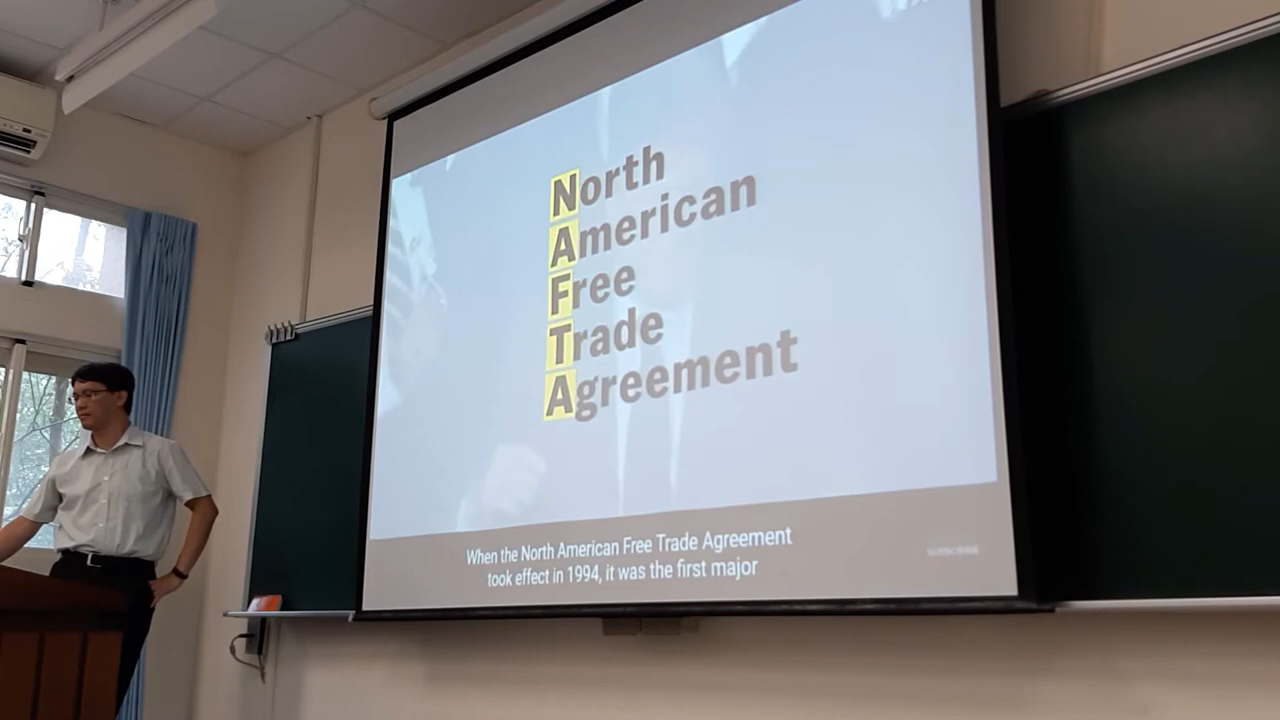 North
American
Free
Trade
Agreement
When the North American Free Trade Agreement
took effect in 1994, it was the first major
SUBSCRIBE